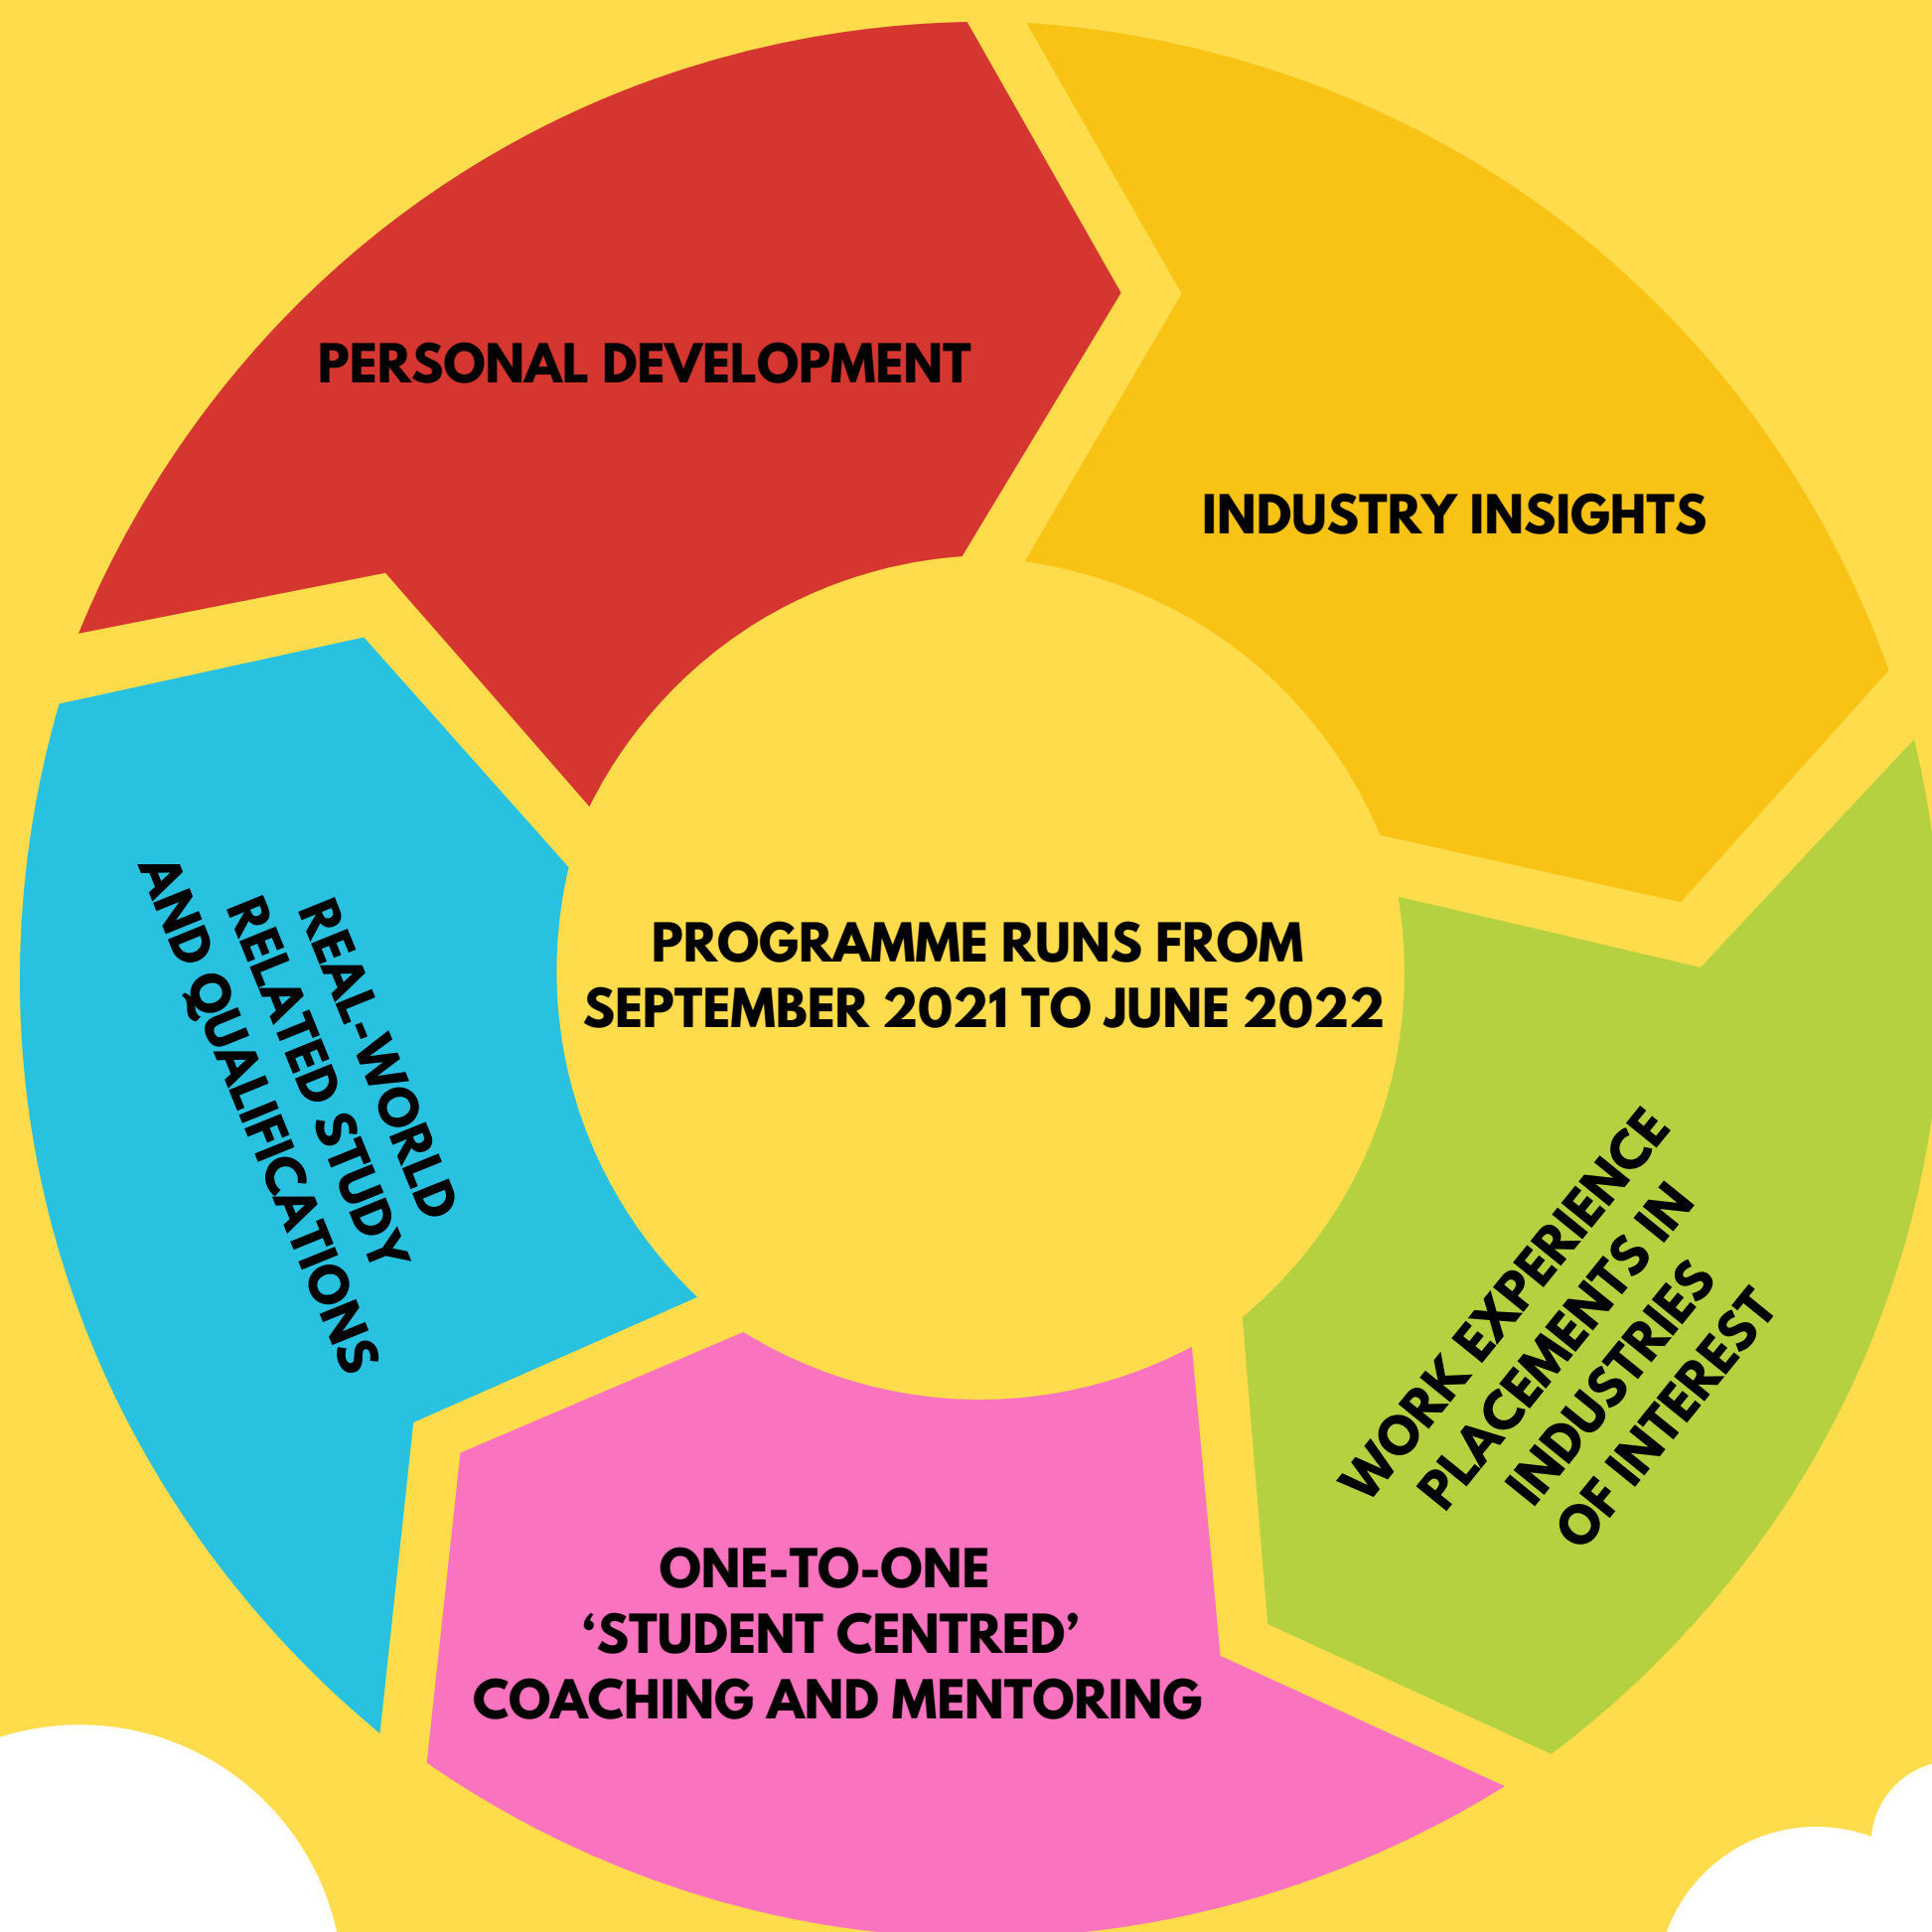 PERSONAL DEVELOPMENT
INDUSTRY INSIGHTS
PROGRAMME RUNS FROM
SEPTEMBER 2021 TO JUNE 2022
REAL-WORLD
RELATED STUDY
AND QUALIFICATIONS
WORK EXPERIENCE
PLACEMENTS IN
INDUSTRIES
OF INTEREST
ONE-TO-ONE
‘STUDENT CENTRED’
COACHING AND MENTORING